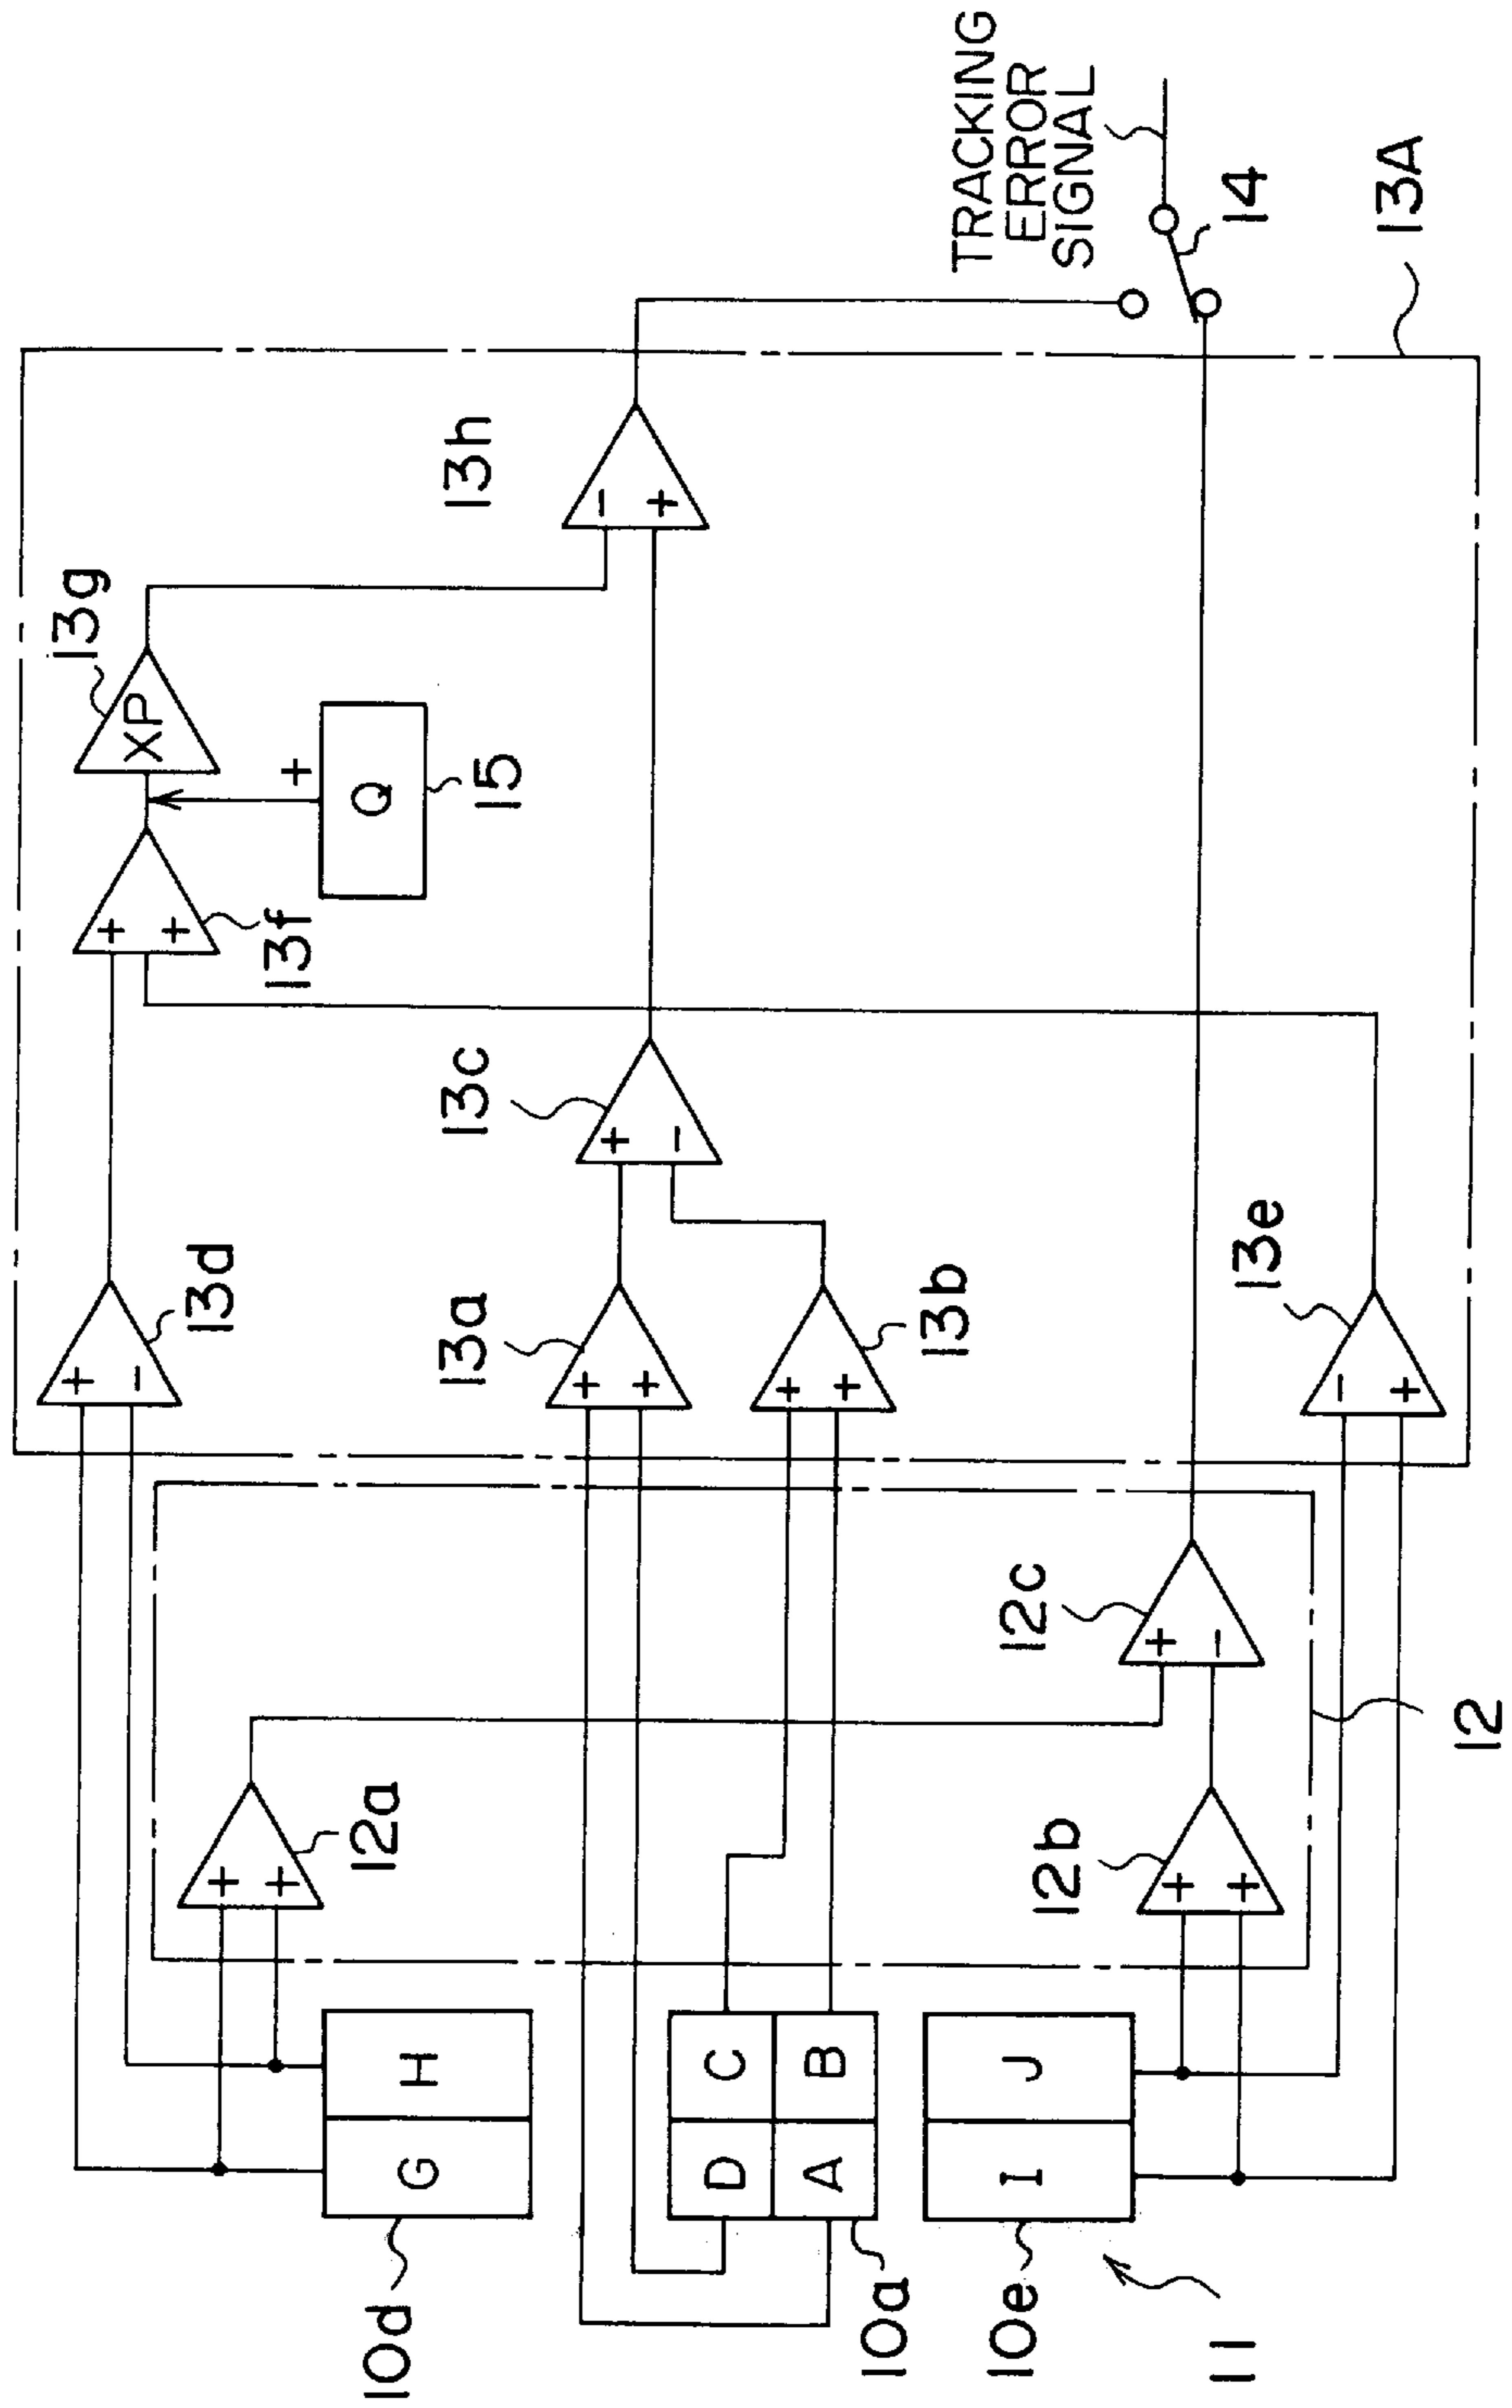 13g
XP
13h
TRACKING
ERROR
SIGNAL
-
+
+
Q
15
14
+
+
13f
13A
13c
+
-
13d
+
-
13a
+
+
13b
+
+
13e
-
+
12c
+
-
12a
+
+
12b
+
+
12
H
G
10d
C
D
B
A
10a
J
I
10e
11